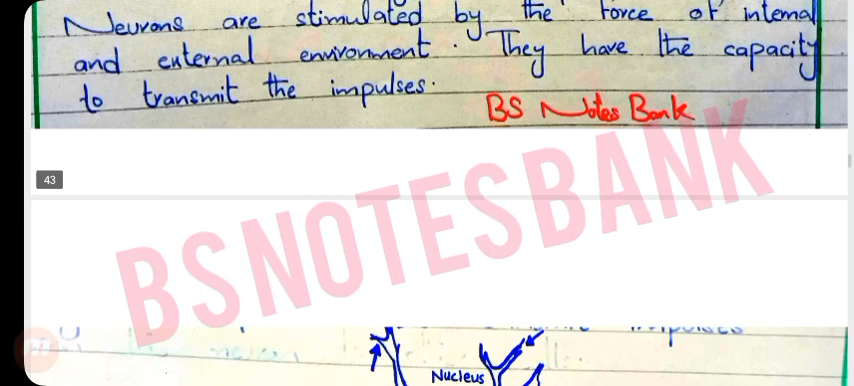 Neurons are stimulated by the force of internal
and external environment. They have the capacity
to transmit the impulses.
BS Notes Bank
43
BSNOTESBANK
impulses
Nucleus